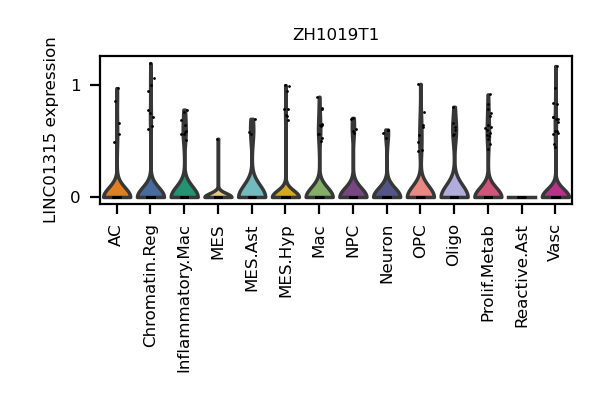 ZH1019T1
LINC01315 expression
1
0
AC
Chromatin.Reg
Inflammatory.Mac
MES
MES.Ast
MES.Hyp
Mac
NPC
Neuron
OPC
Oligo
Prolif.Metab
Reactive.Ast
Vasc